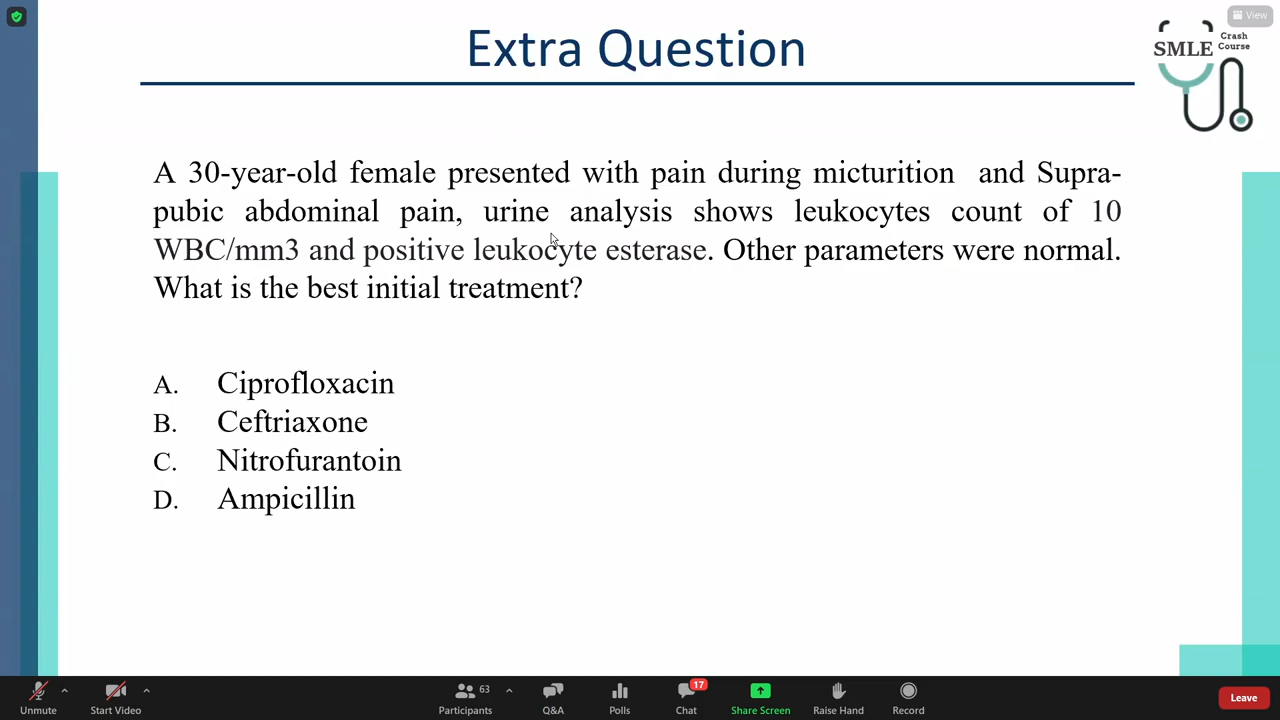 View
Extra Question
SMLE Crash Course
A 30-year-old female presented with pain during micturition and Supra-
pubic abdominal pain, urine analysis shows leukocytes count of 10
WBC/mm3 and positive leukocyte esterase. Other parameters were normal.
What is the best initial treatment?
A. Ciprofloxacin
B. Ceftriaxone
C. Nitrofurantoin
D. Ampicillin
63
17
Unmute
Start Video
Participants
Q&A
Polls
Chat
Share Screen
Raise Hand
Record
Leave